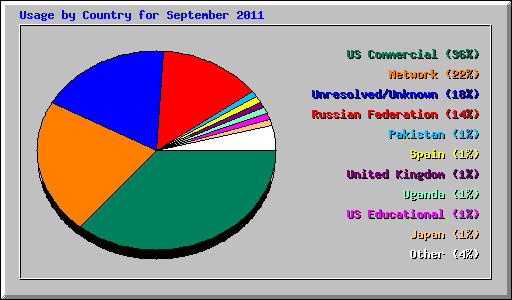 Usage by Country for September 2011
US Commercial (36%)
Network (22%)
Unresolved/Unknown (18%)
Russian Federation (14%)
Pakistan (1%)
Spain (1%)
United Kingdom (1%)
Uganda (1%)
US Educational (1%)
Japan (1%)
Other (4%)